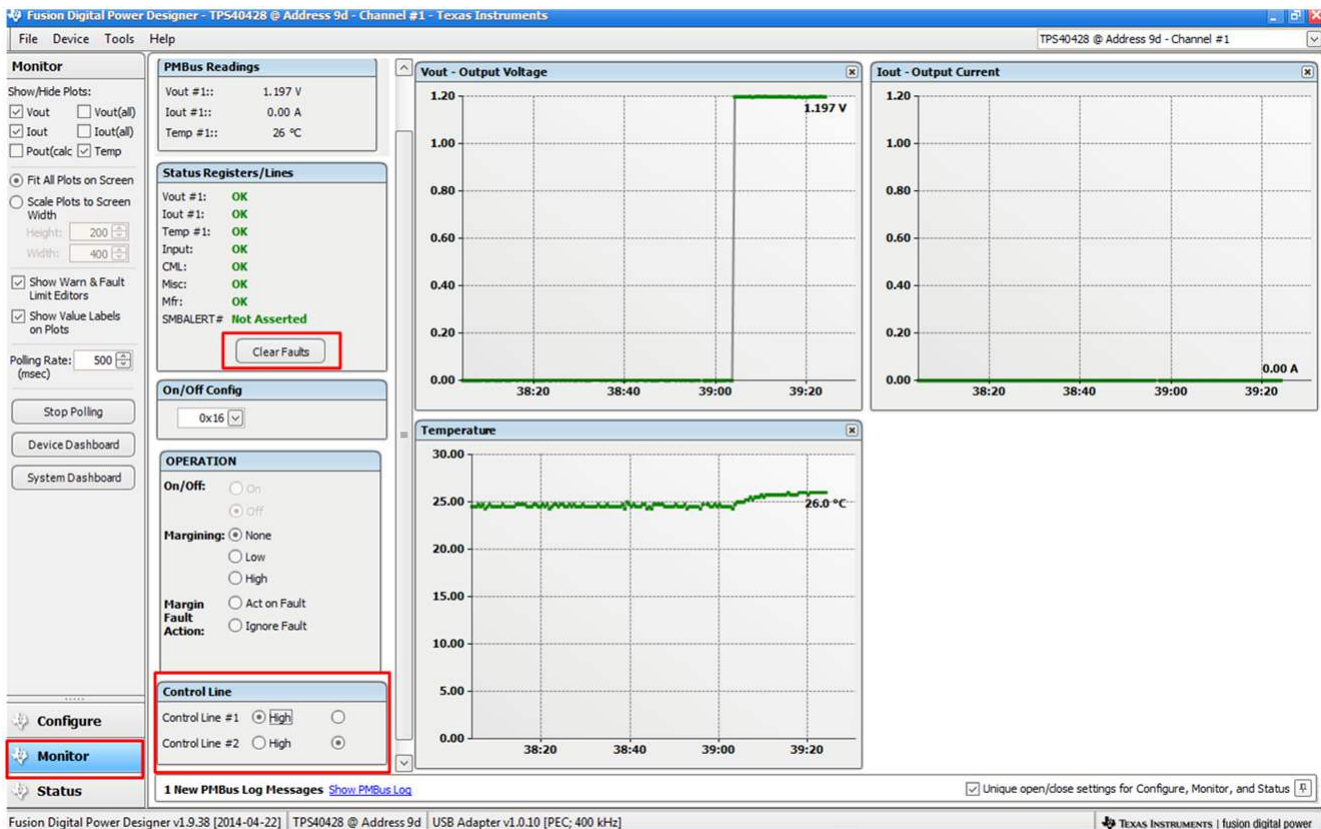 Fusion Digital Power Designer - TPS40428 @ Address 9d - Channel #1 - Texas Instruments
File Device Tools Help
TPS40428 @ Address 9d - Channel #1
Monitor
Show/Hide Plots:
Vout Vout(all)
Iout Iout(all)
Pout(calc Temp
Fit All Plots on Screen
Scale Plots to Screen
Width
Height: 200
Width: 400
Show Warn & Fault
Limit Editors
Show Value Labels
on Plots
Polling Rate: 500
(msec)
Stop Polling
Device Dashboard
System Dashboard
Configure
Monitor
Status
PMBus Readings
Vout #1:: 1.197 V
Iout #1:: 0.00 A
Temp #1:: 26 °C
Status Registers/Lines
Vout #1: OK
Iout #1: OK
Temp #1: OK
Input: OK
CML: OK
Misc: OK
Mfr: OK
SMBALERT# Not Asserted
Clear Faults
On/Off Config
0x16
OPERATION
On/Off: On
Off
Margining: None
Low
High
Margin
Fault
Action:
Act on Fault
Ignore Fault
Control Line
Control Line #1 High
Control Line #2 High
Vout - Output Voltage
1.20
1.00
0.80
0.60
0.40
0.20
0.00
1.197 V
38:20 38:40 39:00 39:20
Iout - Output Current
1.20
1.00
0.80
0.60
0.40
0.20
0.00
0.00 A
38:20 38:40 39:00 39:20
Temperature
30.00
25.00
20.00
15.00
10.00
5.00
0.00
26.0 °C
38:20 38:40 39:00 39:20
1 New PMBus Log Messages Show PMBus Log
Unique open/close settings for Configure, Monitor, and Status
Fusion Digital Power Designer v1.9.38 [2014-04-22] TPS40428 @ Address 9d USB Adapter v1.0.10 [PEC; 400 kHz]
TEXAS INSTRUMENTS | fusion digital power